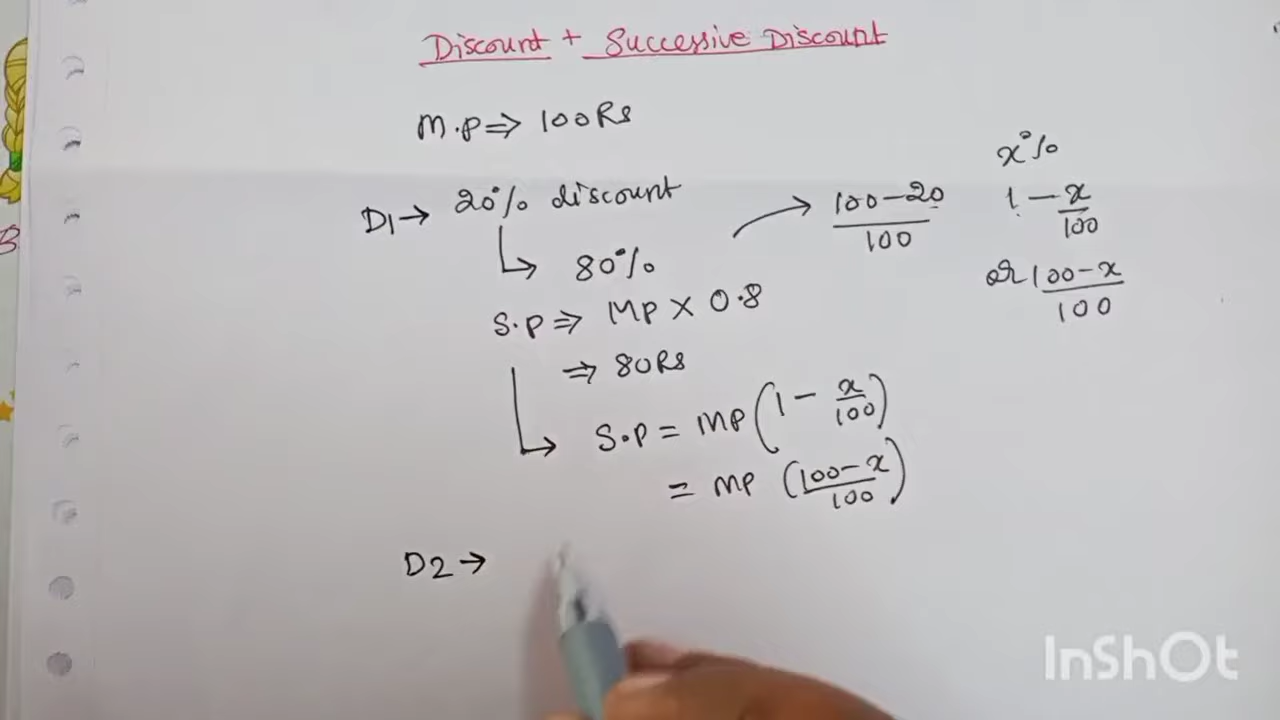 Discount + Successive Discount
M.P ⇒ 100Rs
D1 → 20% discount
↳ 80%
→ 100-20/100
S.P ⇒ MP × 0.8
⇒ 80Rs
↳ S.P = MP (1 - x/100)
= MP (100-x/100)
x%
1 - x/100
or 100-x/100
D2 →
InShOt